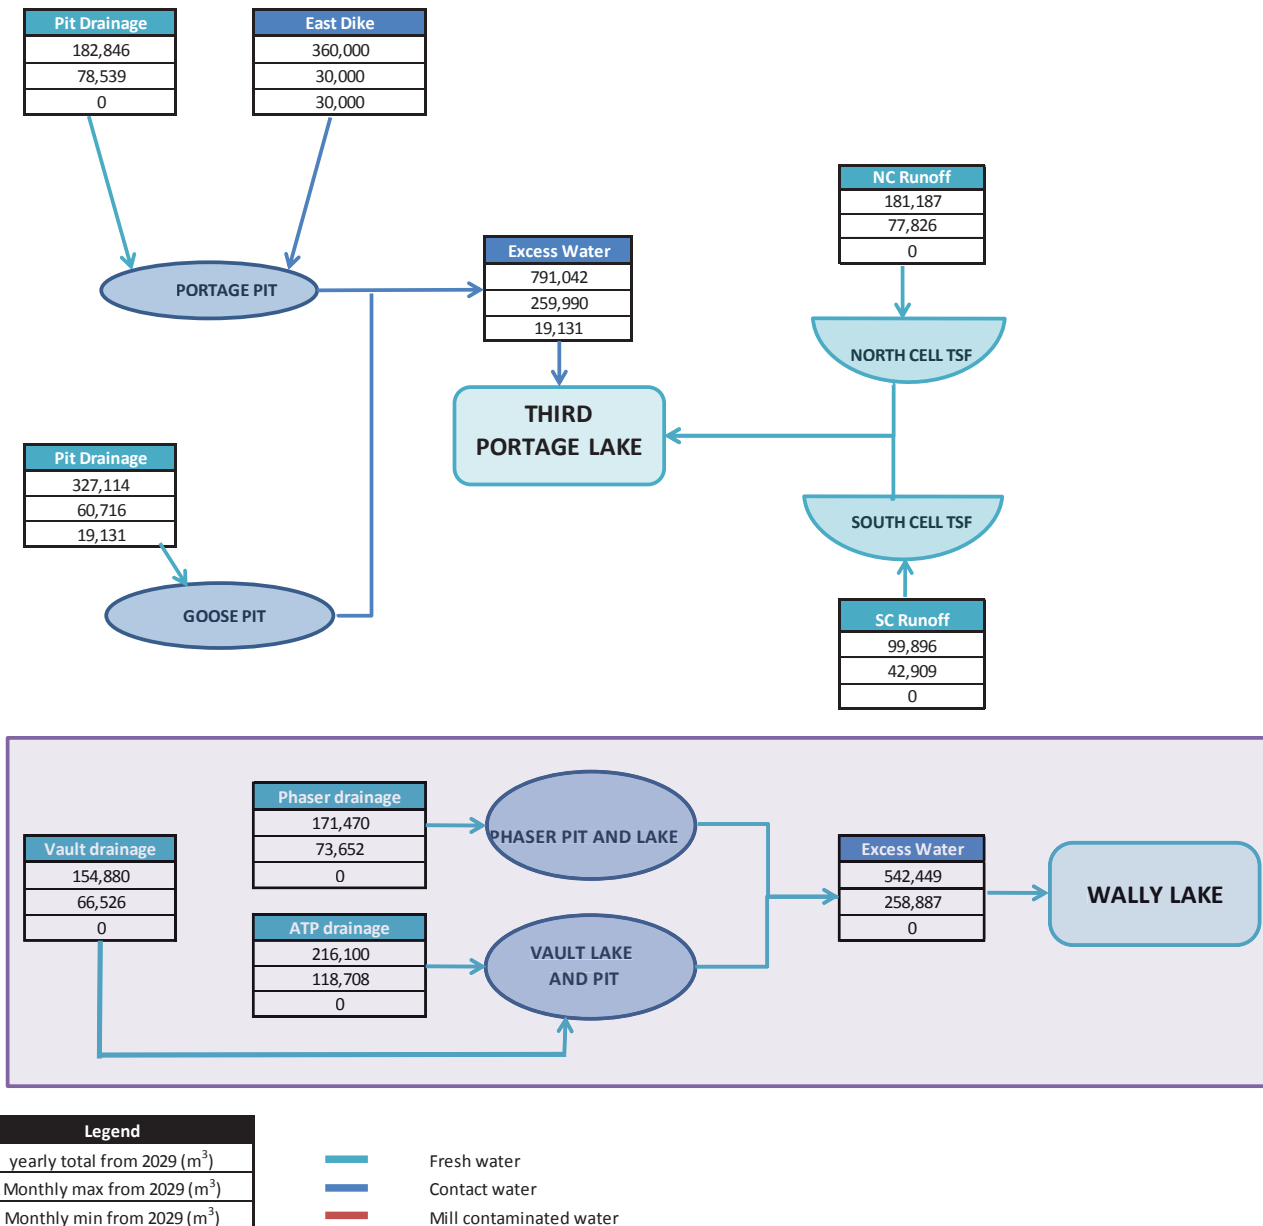 Pit Drainage
182,846
78,539
0
East Dike
360,000
30,000
30,000
NC Runoff
181,187
77,826
0
Excess Water
791,042
259,990
19,131
PORTAGE PIT
NORTH CELL TSF
THIRD
PORTAGE LAKE
Pit Drainage
327,114
60,716
19,131
SOUTH CELL TSF
GOOSE PIT
SC Runoff
99,896
42,909
0
Phaser drainage
171,470
73,652
0
PHASER PIT AND LAKE
Vault drainage
154,880
66,526
0
Excess Water
542,449
258,887
0
WALLY LAKE
ATP drainage
216,100
118,708
0
VAULT LAKE
AND PIT
Legend
yearly total from 2029 (m³)
Monthly max from 2029 (m³)
Monthly min from 2029 (m³)
Fresh water
Contact water
Mill contaminated water